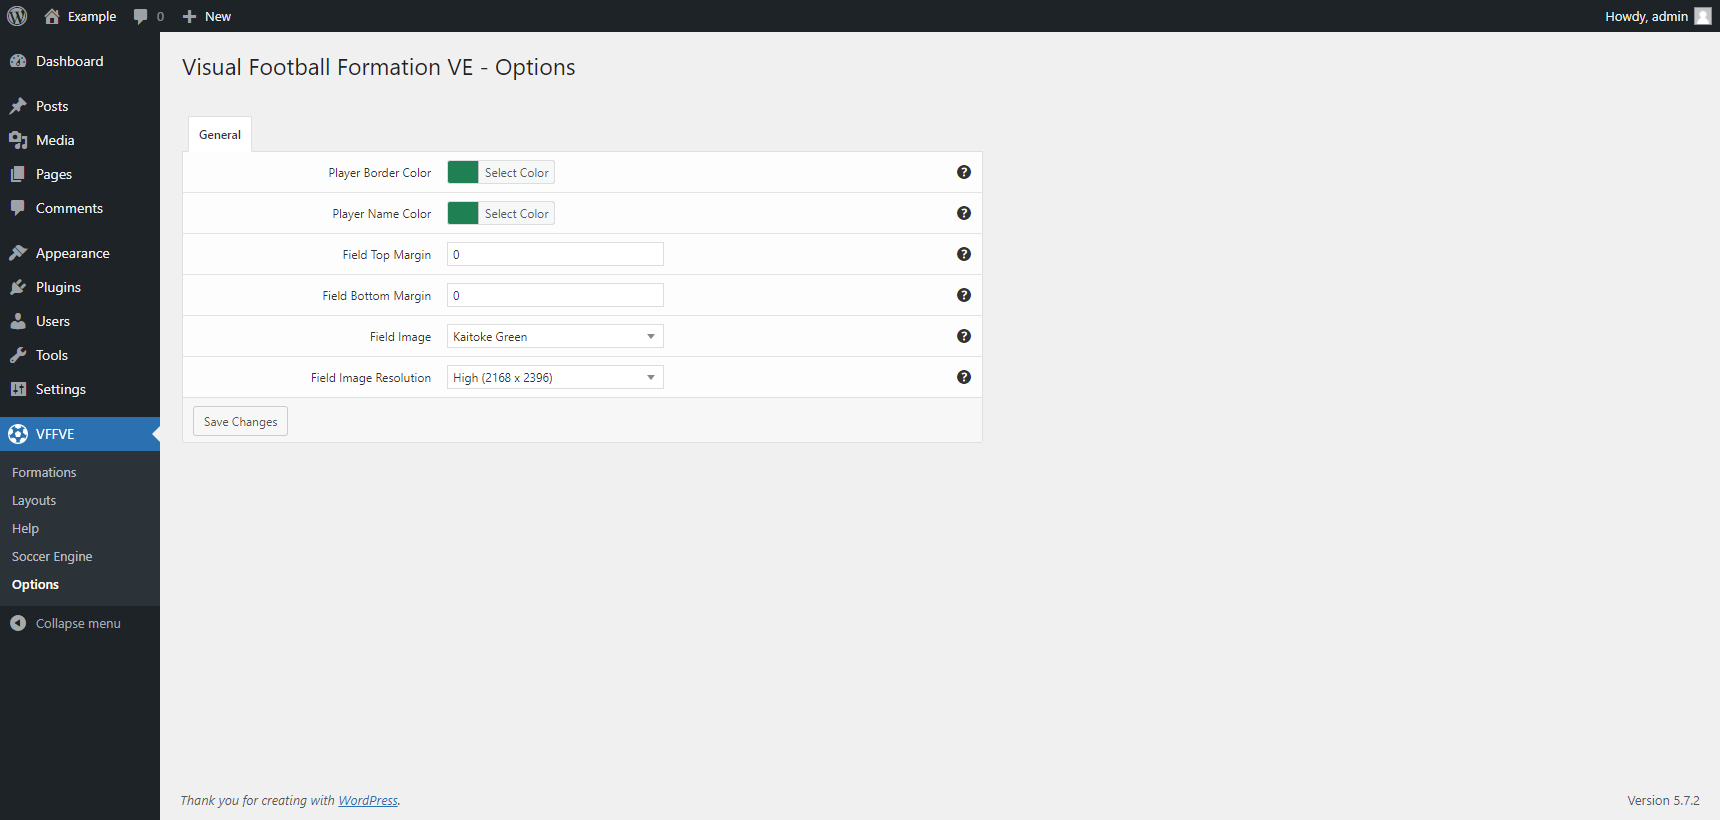 Example
0
New
Howdy, admin
Dashboard
Posts
Media
Pages
Comments
Appearance
Plugins
Users
Tools
Settings
VFFVE
Formations
Layouts
Help
Soccer Engine
Options
Collapse menu
Visual Football Formation VE - Options
General
Player Border Color Select Color ?
Player Name Color Select Color ?
Field Top Margin 0 ?
Field Bottom Margin 0 ?
Field Image Kaitoke Green ?
Field Image Resolution High (2168 x 2396) ?
Save Changes
Thank you for creating with WordPress.
Version 5.7.2